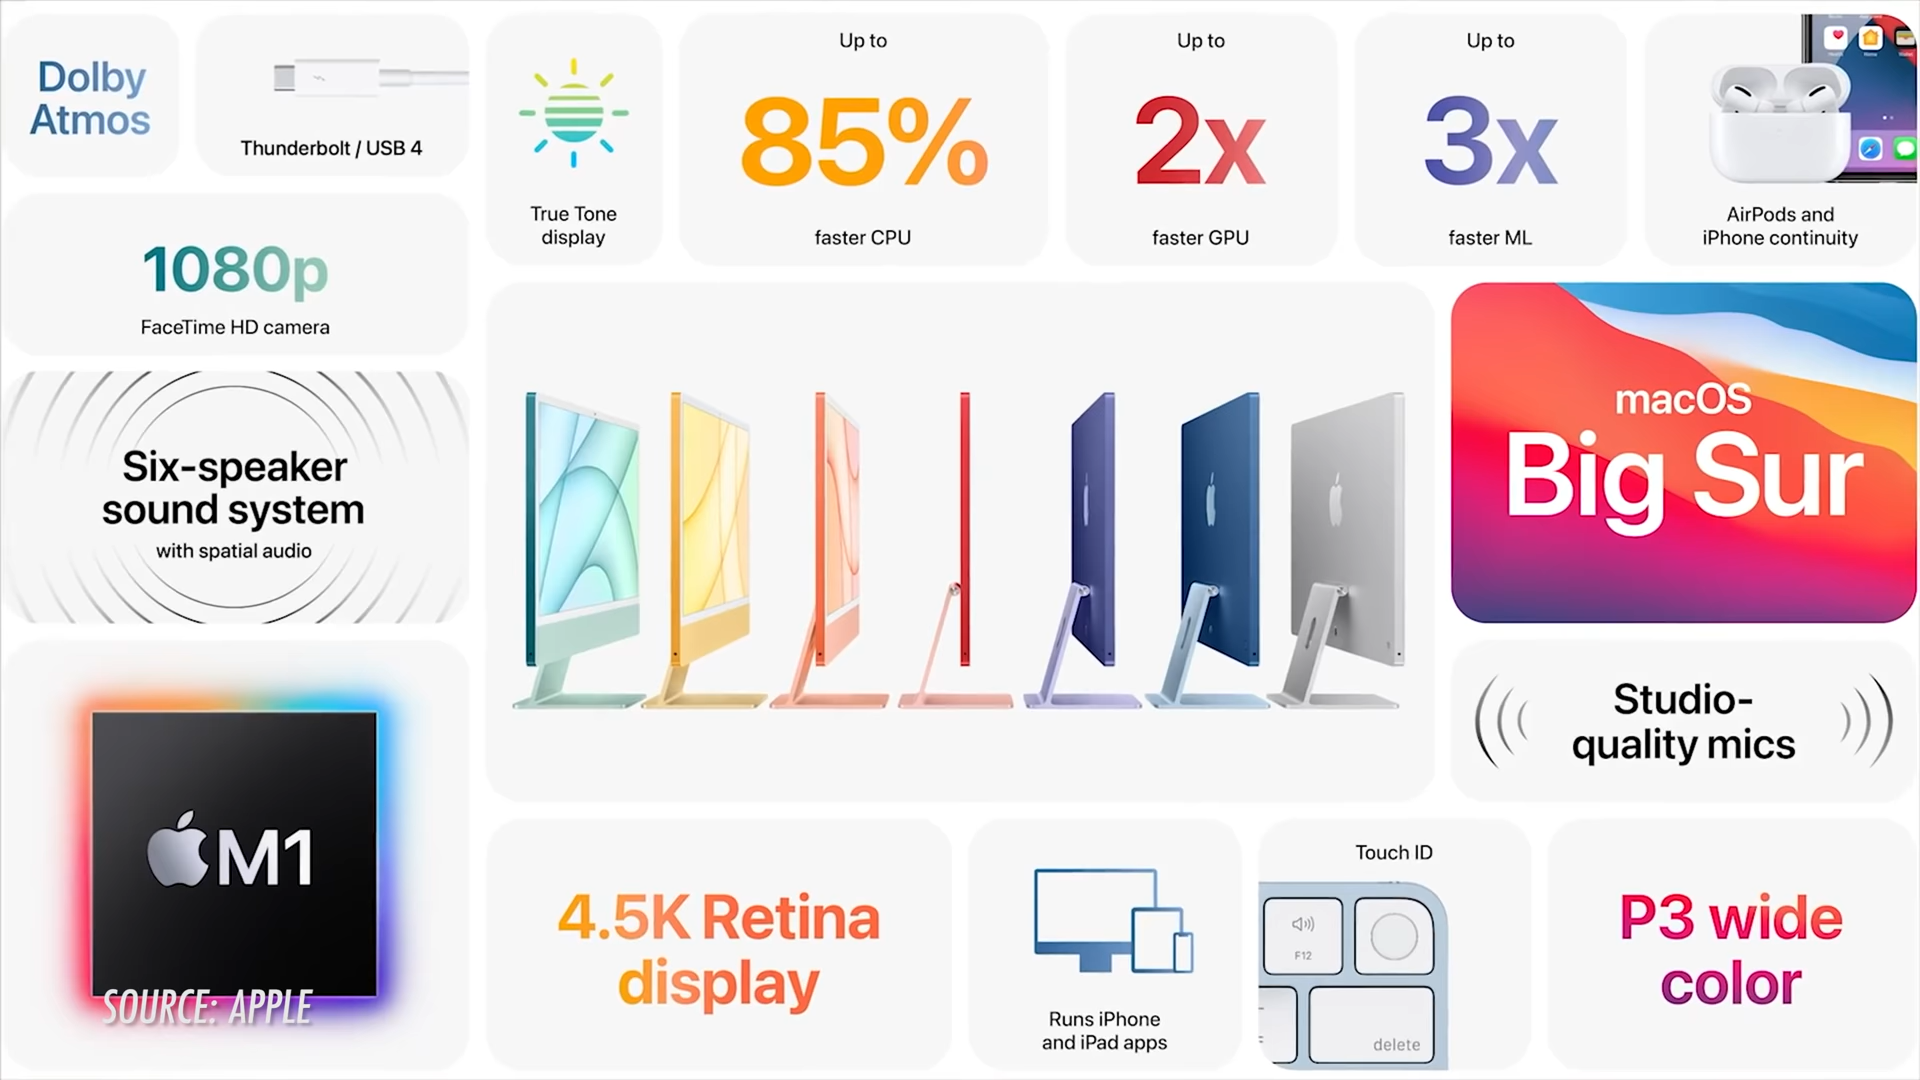 Dolby
Atmos
Thunderbolt / USB 4
True Tone
display
Up to
85%
faster CPU
Up to
2x
faster GPU
Up to
3x
faster ML
AirPods and
iPhone continuity
1080p
FaceTime HD camera
Six-speaker
sound system
with spatial audio
macOS
Big Sur
Studio-
quality mics
M1
SOURCE: APPLE
4.5K Retina
display
Runs iPhone
and iPad apps
Touch ID
F12
delete
P3 wide
color